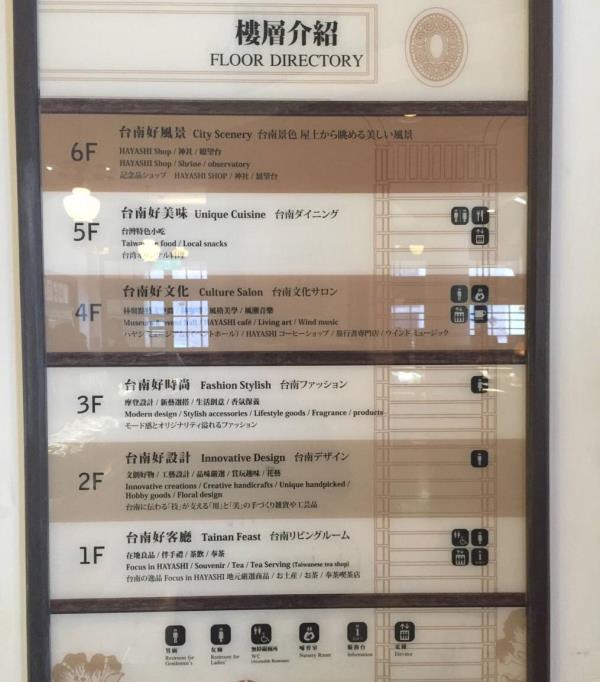 樓層介紹
FLOOR DIRECTORY
6F
台南好風景 City Scenery 台南景色 屋上から眺める美しい風景
HAYASHI Shop / 神社 / 瞭望台
HAYASHI Shop / Shrine / observatory
記念品ショップ HAYASHI SHOP / 神社 / 展望台
5F
台南好美味 Unique Cuisine 台南ダイニング
台灣特色小吃
Taiwanese food / Local snacks
台湾
4F
台南好文化 Culture Salon 台南文化サロン
風格美學 / 風潮音樂
Museum HAYASHI café / Living art / Wind music
HAYASHI コーヒーショップ / 旅行書専門店 / ウインドミュージック
3F
台南好時尚 Fashion Stylish 台南ファッション
摩登設計 / 新藝選搭 / 生活創意 / 香氛保養
Modern design / Stylish accessories / Lifestyle goods / Fragrance / products
モード感とオリジナリティ溢れるファッション
2F
台南好設計 Innovative Design 台南デザイン
文創好物 / 工藝設計 / 品味嚴選 / 賞玩趣味 / 花藝
Innovative creations / Creative handicrafts / Unique handpicked /
Hobby goods / Floral design
台南に伝わる「技」が支える「用」と「美」の手づくり雑貨や工芸品
1F
台南好客廳 Tainan Feast 台南リビングルーム
在地良品 / 伴手禮 / 茶飲 / 奉茶
Focus in HAYASHI / Souvenir / Tea / Tea Serving (Taiwanese tea shop)
台南の逸品 Focus in HAYASHI 地元厳選商品 / お土産 / お茶 / 奉茶喫茶店
男廁 女廁 無障礙廁所 哺育室 服務台 電梯
Restroom for Gentlemen's Restroom for Ladies' W/C (Accessible Restroom) Nursery Room Information Elevator